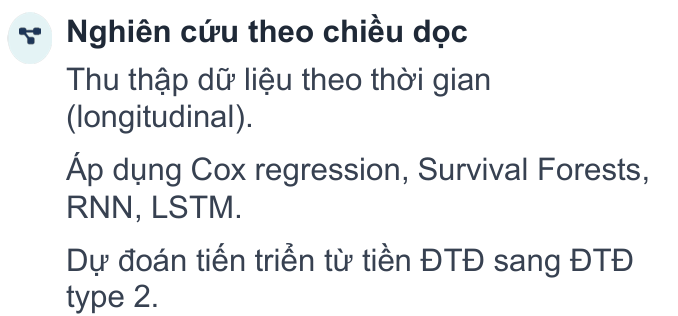 Nghiên cứu theo chiều dọc
Thu thập dữ liệu theo thời gian
(longitudinal).
Áp dụng Cox regression, Survival Forests,
RNN, LSTM.
Dự đoán tiến triển từ tiền ĐTĐ sang ĐTĐ
type 2.